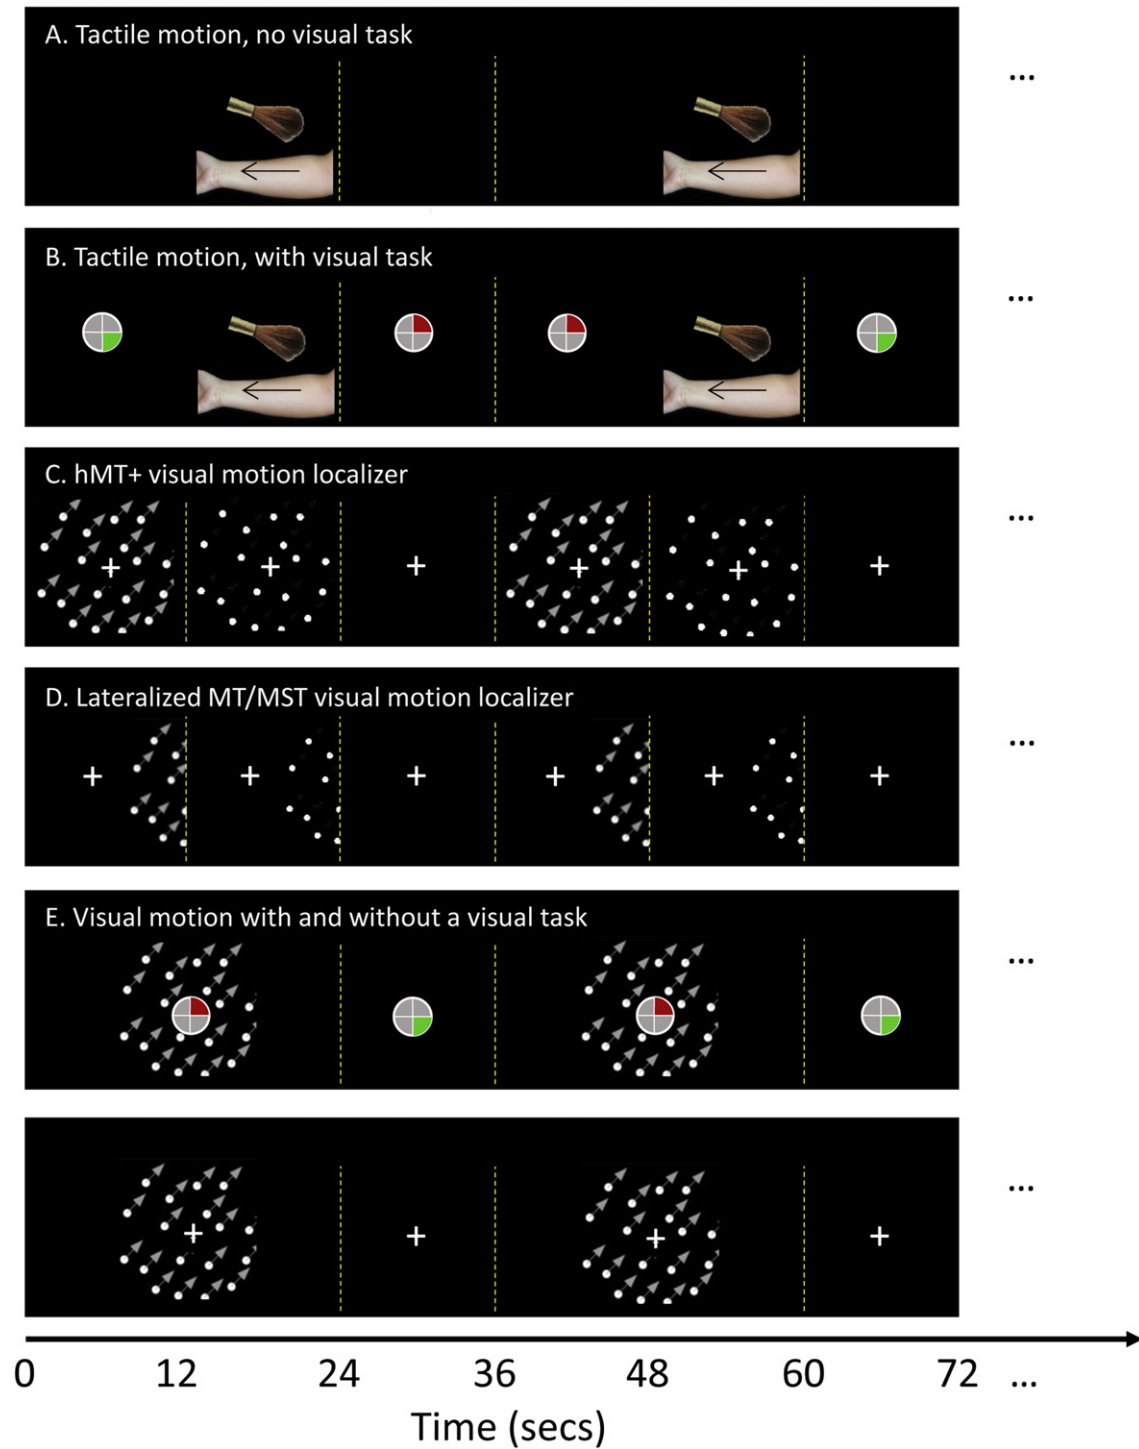 A. Tactile motion, no visual task
...
B. Tactile motion, with visual task
...
C. hMT+ visual motion localizer
...
D. Lateralized MT/MST visual motion localizer
...
E. Visual motion with and without a visual task
...
...
0 12 24 36 48 60 72 ...
Time (secs)